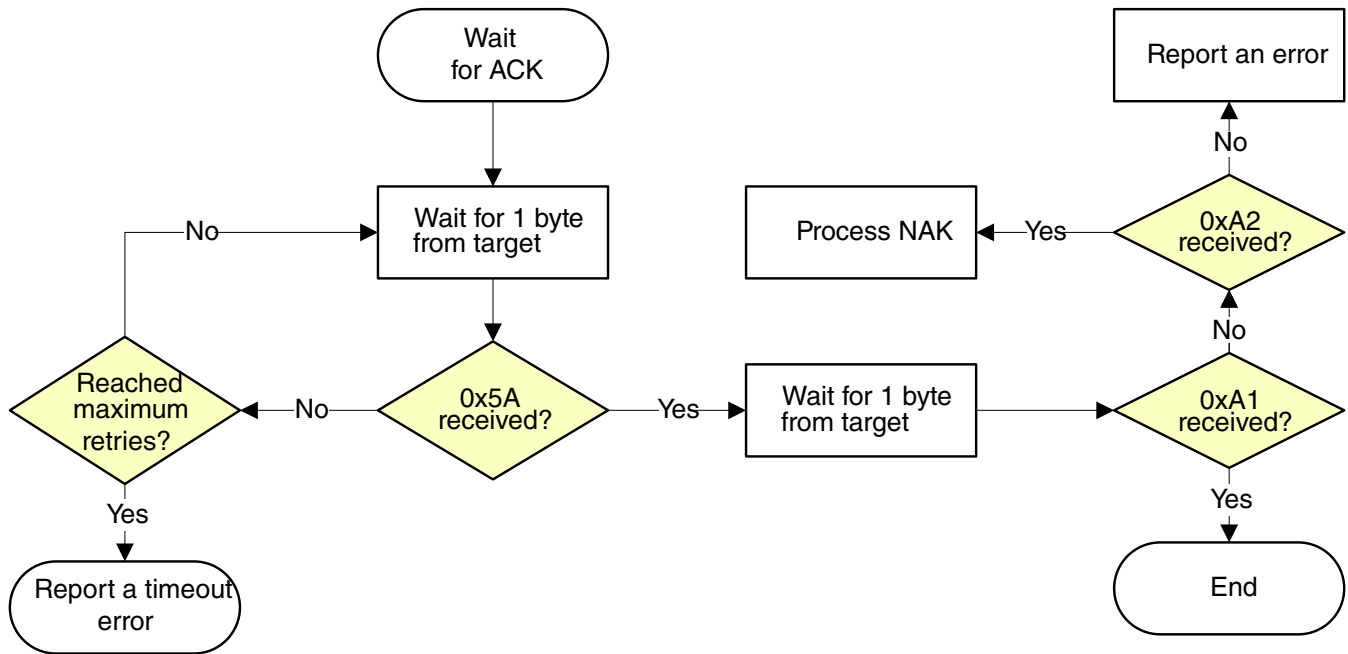 Wait
for ACK
Report an error
No
Wait for 1 byte
from target
No
Process NAK
Yes
0xA2
received?
No
Reached
maximum
retries?
No
0x5A
received?
Yes
Wait for 1 byte
from target
0xA1
received?
Yes
Yes
Report a timeout
error
End